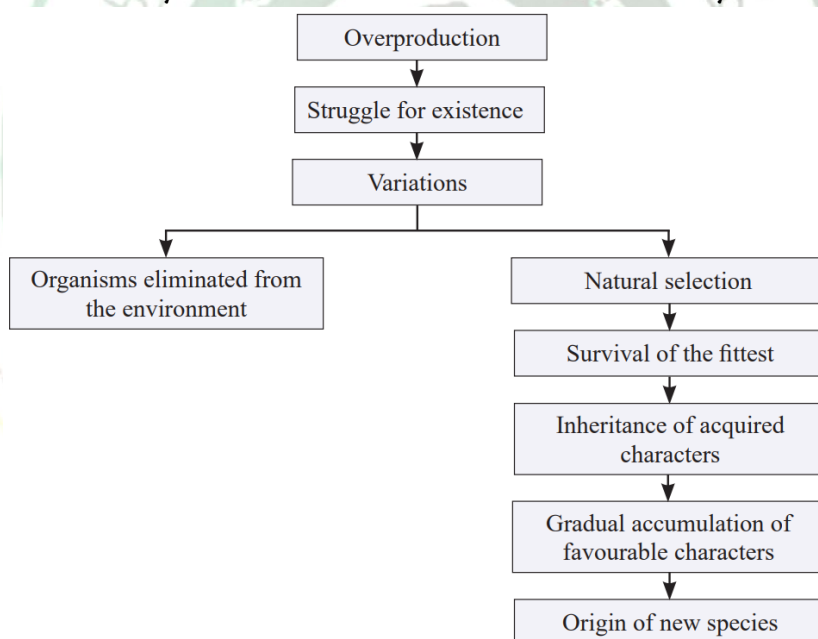 Overproduction
Struggle for existence
Variations
Organisms eliminated from
the environment
Natural selection
Survival of the fittest
Inheritance of acquired
characters
Gradual accumulation of
favourable characters
Origin of new species